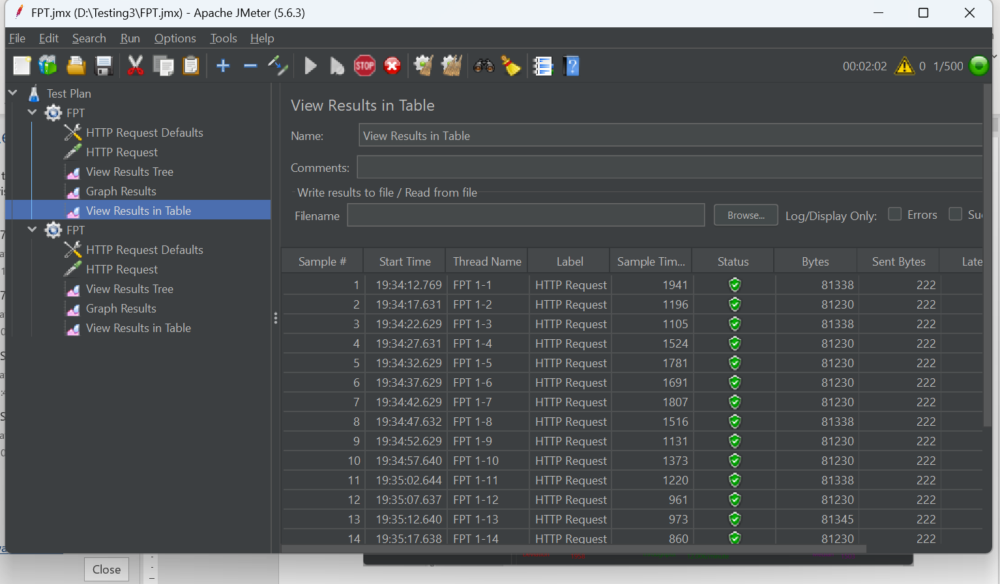 FPT.jmx (D:\Testing3\FPT.jmx) - Apache JMeter (5.6.3)
File Edit Search Run Options Tools Help
STOP
00:02:02 0 1/500
Test Plan
FPT
HTTP Request Defaults
HTTP Request
View Results Tree
Graph Results
View Results in Table
FPT
HTTP Request Defaults
HTTP Request
View Results Tree
Graph Results
View Results in Table
View Results in Table
Name: View Results in Table
Comments:
Write results to file / Read from file
Filename Browse... Log/Display Only: Errors Su
Sample # Start Time Thread Name Label Sample Tim... Status Bytes Sent Bytes Late
1 19:34:12.769 FPT 1-1 HTTP Request 1941 81338 222
2 19:34:17.631 FPT 1-2 HTTP Request 1196 81230 222
3 19:34:22.629 FPT 1-3 HTTP Request 1105 81338 222
4 19:34:27.631 FPT 1-4 HTTP Request 1524 81230 222
5 19:34:32.629 FPT 1-5 HTTP Request 1781 81230 222
6 19:34:37.629 FPT 1-6 HTTP Request 1691 81230 222
7 19:34:42.629 FPT 1-7 HTTP Request 1807 81230 222
8 19:34:47.632 FPT 1-8 HTTP Request 1516 81338 222
9 19:34:52.629 FPT 1-9 HTTP Request 1131 81230 222
10 19:34:57.640 FPT 1-10 HTTP Request 1373 81230 222
11 19:35:02.644 FPT 1-11 HTTP Request 1220 81338 222
12 19:35:07.637 FPT 1-12 HTTP Request 961 81230 222
13 19:35:12.640 FPT 1-13 HTTP Request 973 81345 222
14 19:35:17.638 FPT 1-14 HTTP Request 860 81230 222
Close